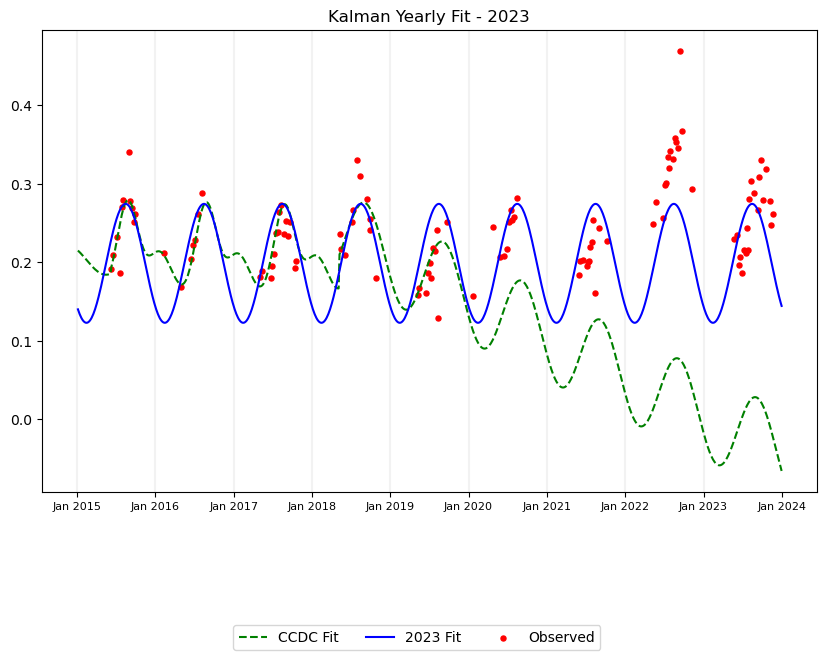 Kalman Yearly Fit - 2023
0.4
0.3
0.2
0.1
0.0
Jan 2015 Jan 2016 Jan 2017 Jan 2018 Jan 2019 Jan 2020 Jan 2021 Jan 2022 Jan 2023 Jan 2024
CCDC Fit 2023 Fit Observed